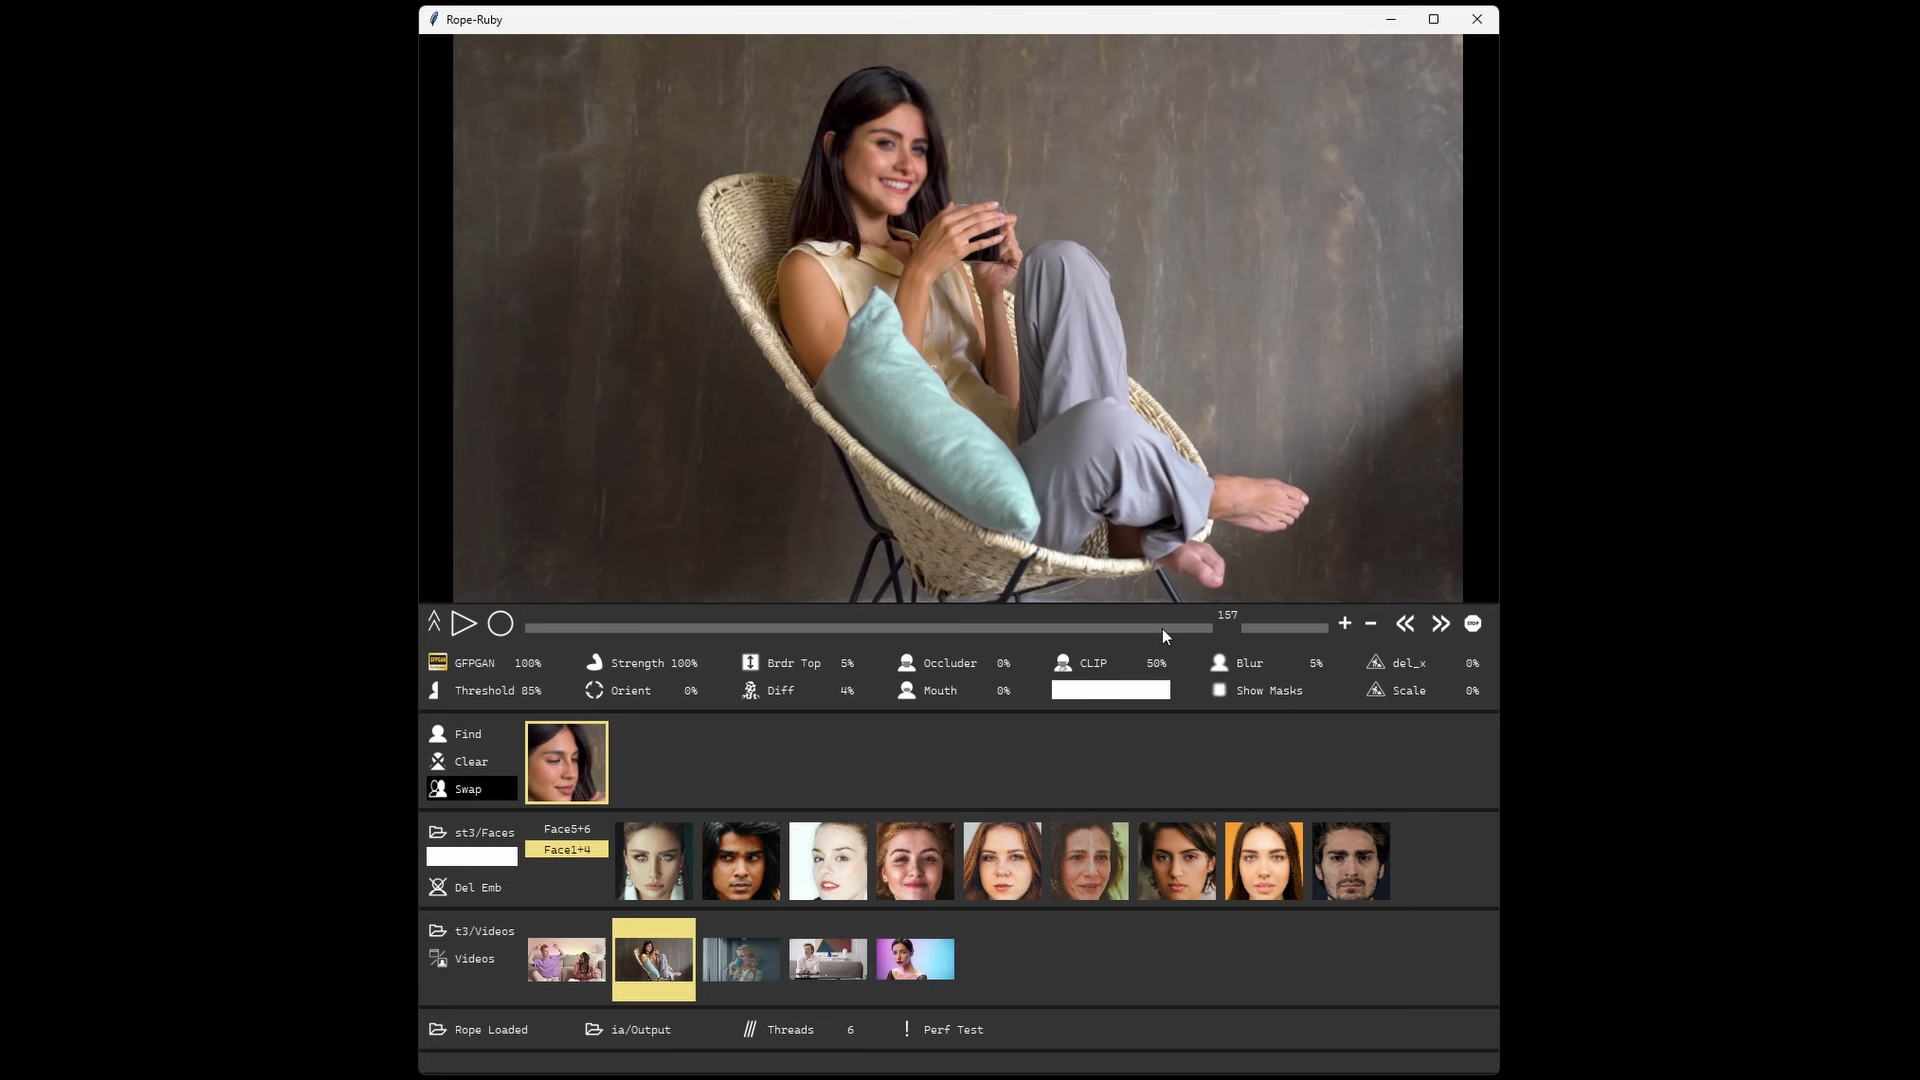 Rope-Ruby
157
GFPGAN 100% Strength 100% Brdr Top 5% Occluder 0% CLIP 50% Blur 5% del_x 0%
Threshold 85% Orient 0% Diff 4% Mouth 0% Show Masks Scale 0%
Find
Clear
Swap
st3/Faces Face5+6
Face1+4
Del Emb
t3/Videos
Videos
Rope Loaded ia/Output Threads 6 Perf Test